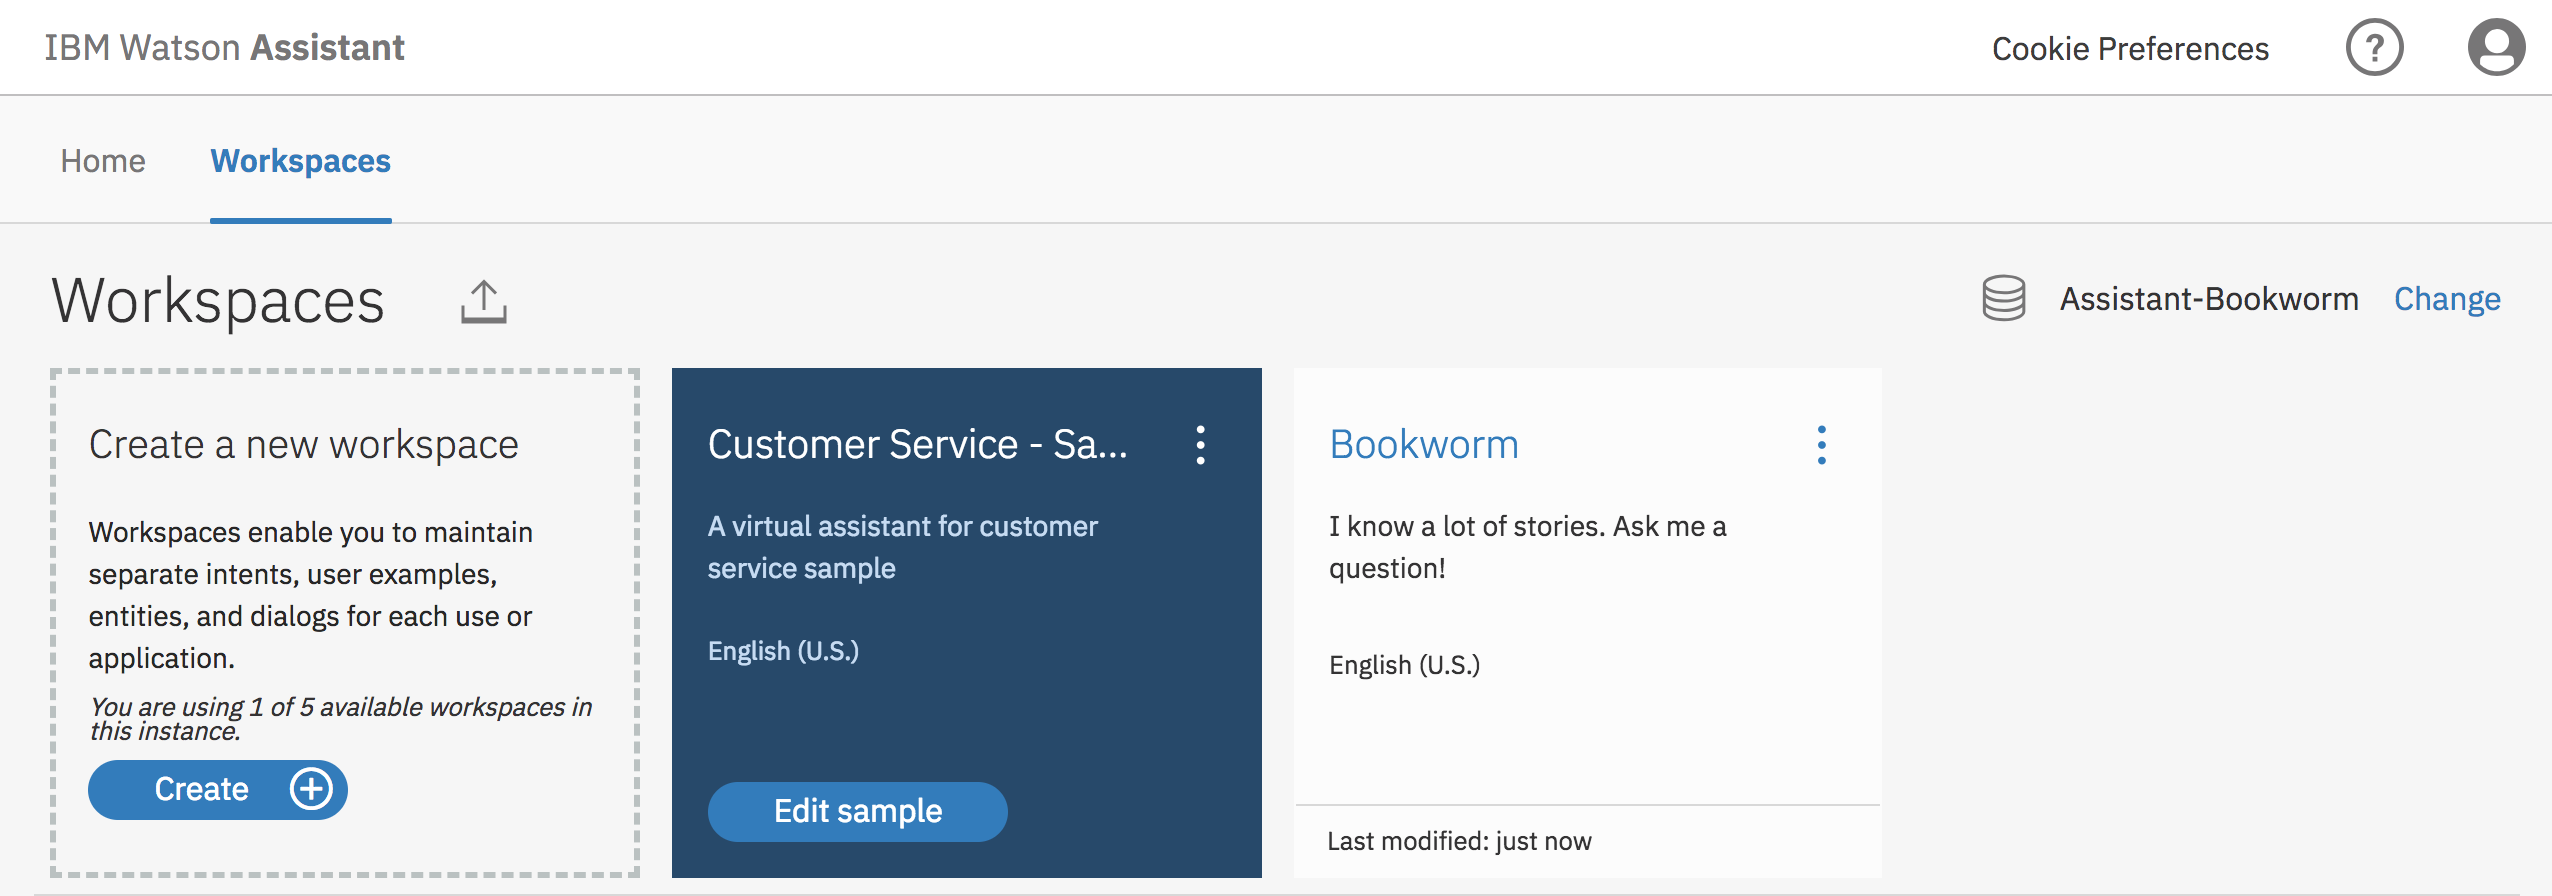 IBM Watson Assistant
Cookie Preferences
?
Home
Workspaces
Workspaces
Assistant-Bookworm
Change
Create a new workspace
Workspaces enable you to maintain
separate intents, user examples,
entities, and dialogs for each use or
application.
You are using 1 of 5 available workspaces in
this instance.
Create
Customer Service - Sa...
A virtual assistant for customer
service sample
English (U.S.)
Edit sample
Bookworm
I know a lot of stories. Ask me a
question!
English (U.S.)
Last modified: just now